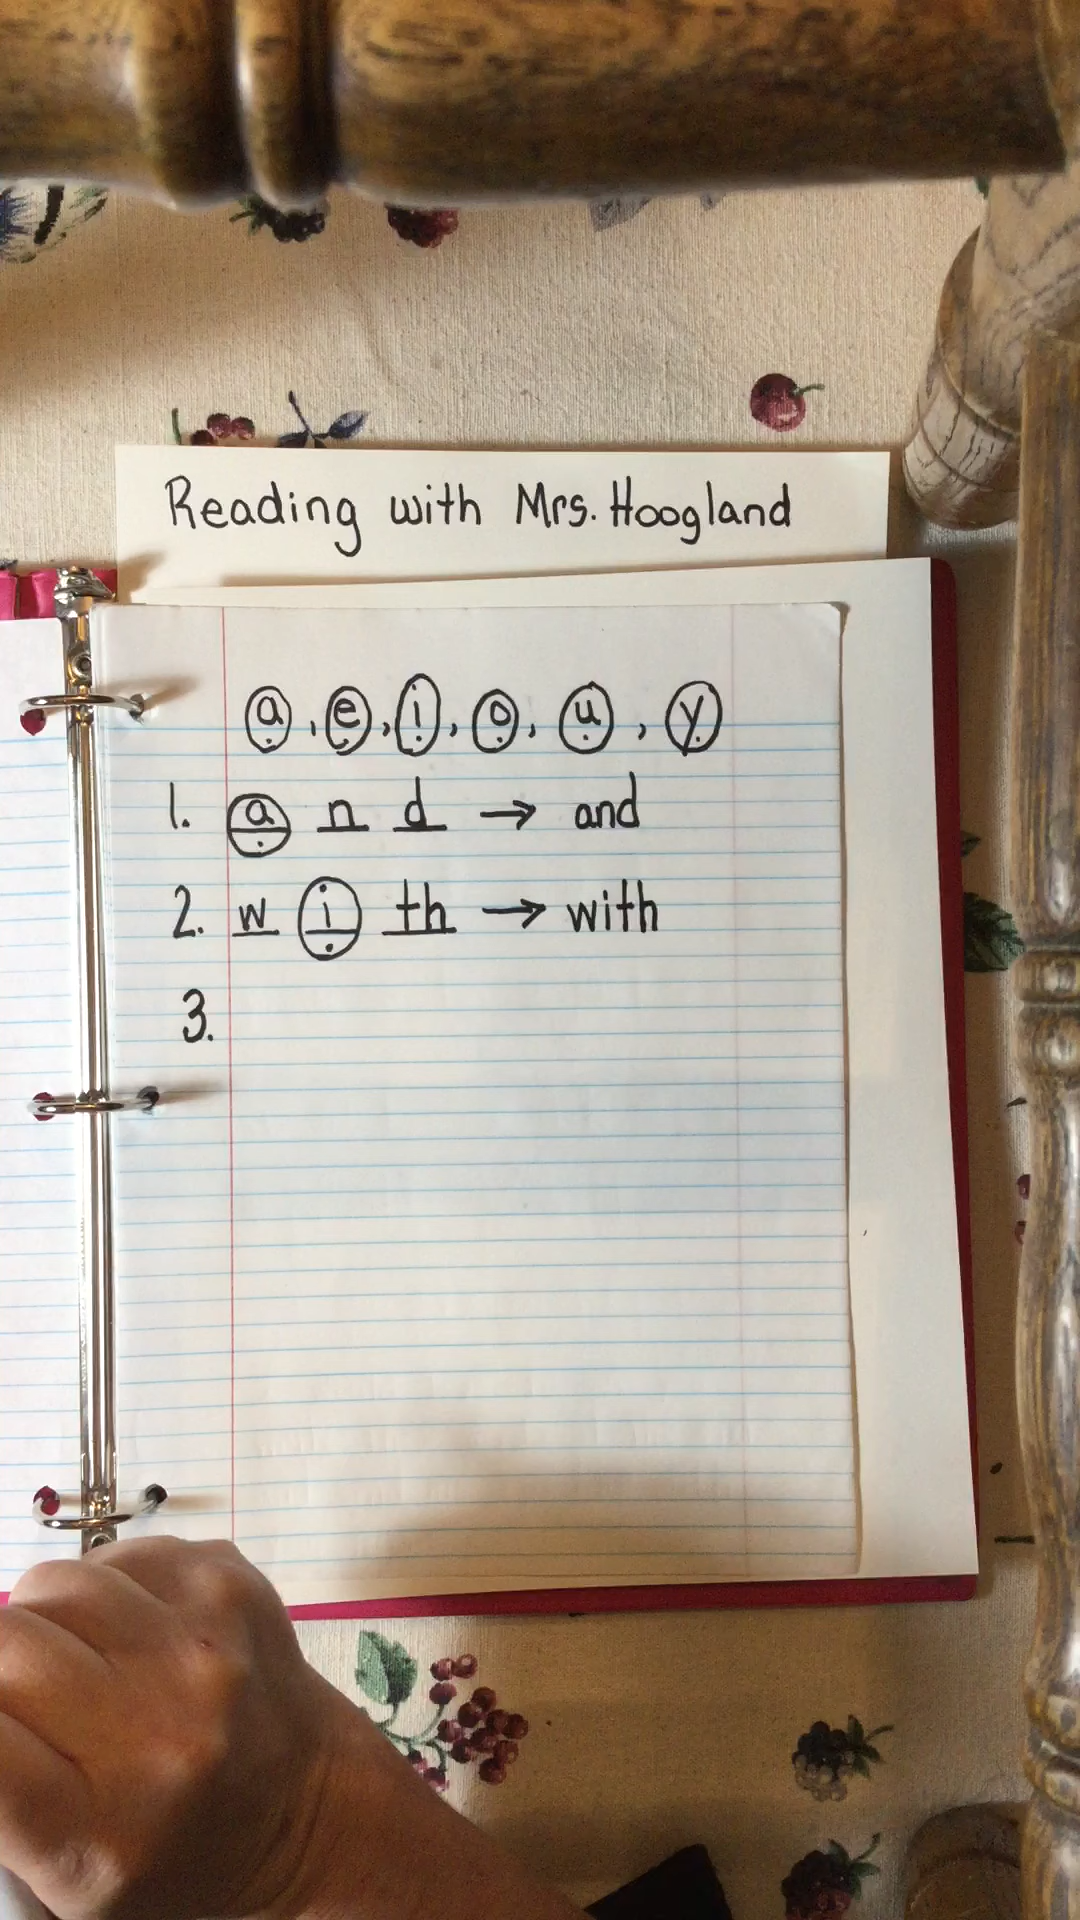 Reading with Mrs. Hoogland
a, e, i, o, u, y
1. a n d → and
2. w i th → with
3.